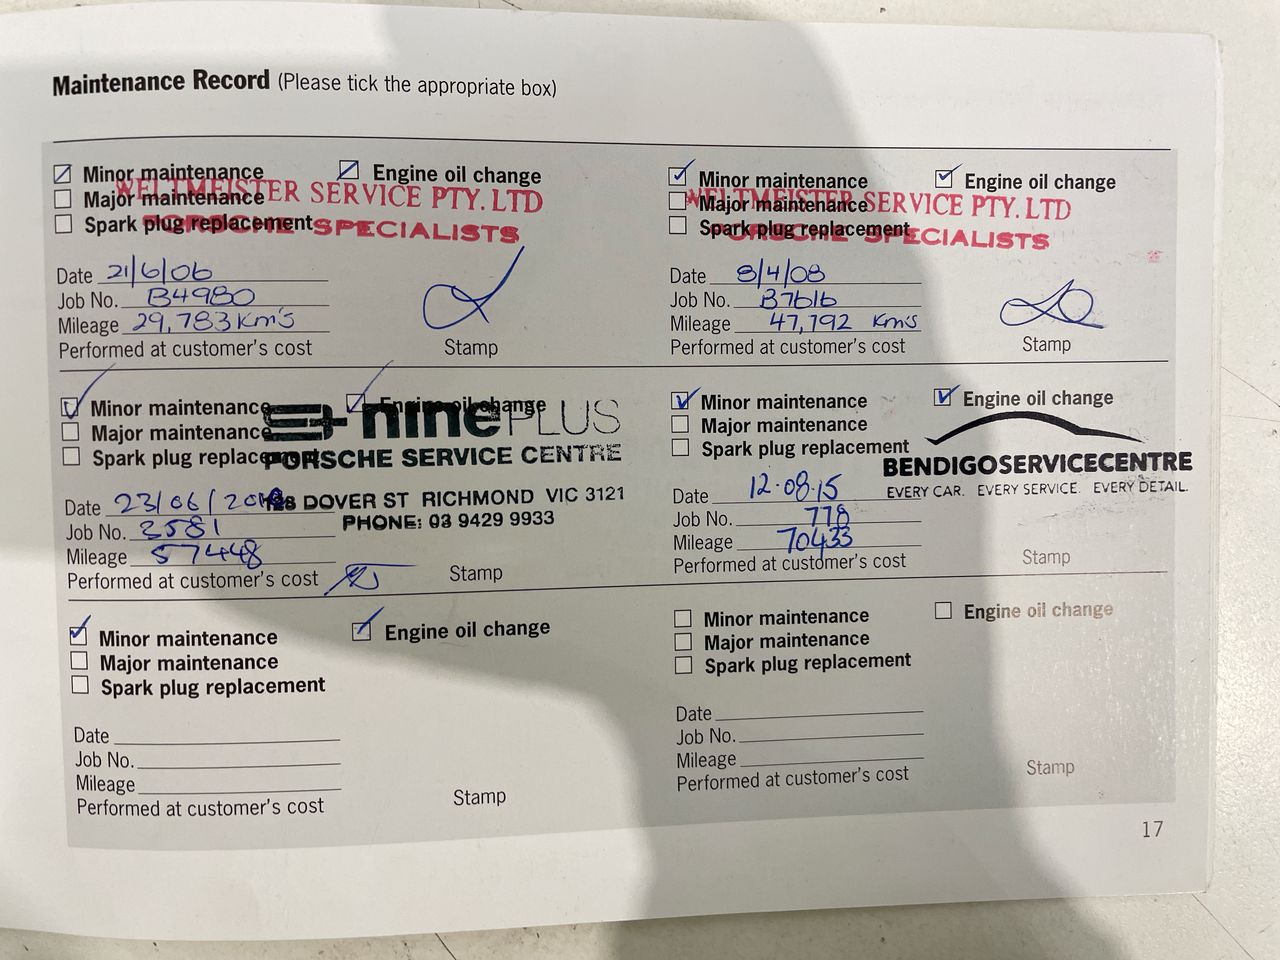 Maintenance Record (Please tick the appropriate box)
Minor maintenance Engine oil change
WELTMEISTER SERVICE PTY. LTD
Major maintenance
Spark plug replacement
PORSCHE SPECIALISTS
Date 21/6/06
Job No. B4980
Mileage 29,783 Km's
Performed at customer's cost
Stamp
Minor maintenance Engine oil change
WELTMEISTER SERVICE PTY. LTD
Major maintenance
Spark plug replacement
PORSCHE SPECIALISTS
Date 8/4/08
Job No. B7616
Mileage 47,792 Km's
Performed at customer's cost
Stamp
Minor maintenance Engine oil change
ninePLUS
Major maintenance
Spark plug replacement
PORSCHE SERVICE CENTRE
DOVER ST RICHMOND VIC 3121
PHONE: 03 9429 9933
Date 23/06/
Job No. 3581
Mileage 57448
Performed at customer's cost
Stamp
Minor maintenance Engine oil change
Major maintenance
Spark plug replacement
BENDIGOSERVICECENTRE
EVERY CAR. EVERY SERVICE. EVERY DETAIL.
Date 12.08.15
Job No. 778
Mileage 70433
Performed at customer's cost
Stamp
Minor maintenance Engine oil change
Major maintenance
Spark plug replacement
Date
Job No.
Mileage
Performed at customer's cost
Stamp
Minor maintenance Engine oil change
Major maintenance
Spark plug replacement
Date
Job No.
Mileage
Performed at customer's cost
Stamp
17